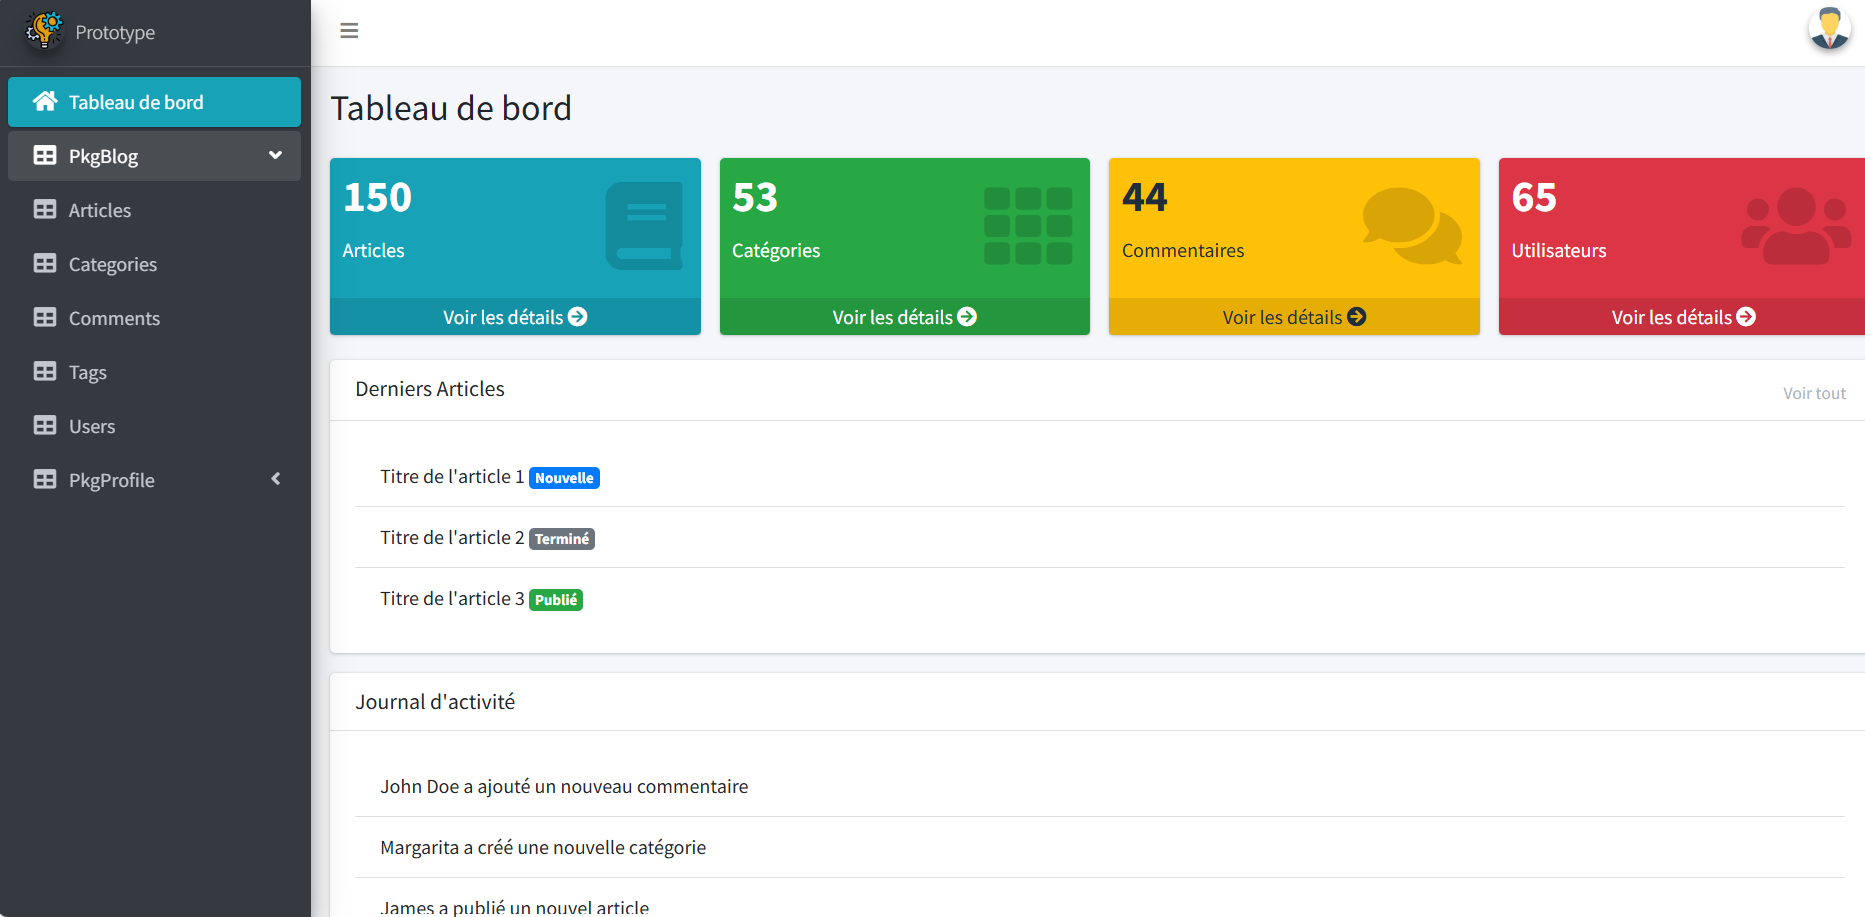 Prototype
Tableau de bord
PkgBlog
Articles
Categories
Comments
Tags
Users
PkgProfile
Tableau de bord
150
Articles
Voir les détails
53
Catégories
Voir les détails
44
Commentaires
Voir les détails
65
Utilisateurs
Voir les détails
Derniers Articles
Voir tout
Titre de l'article 1 Nouvelle
Titre de l'article 2 Terminé
Titre de l'article 3 Publié
Journal d'activité
John Doe a ajouté un nouveau commentaire
Margarita a créé une nouvelle catégorie
James a publié un nouvel article